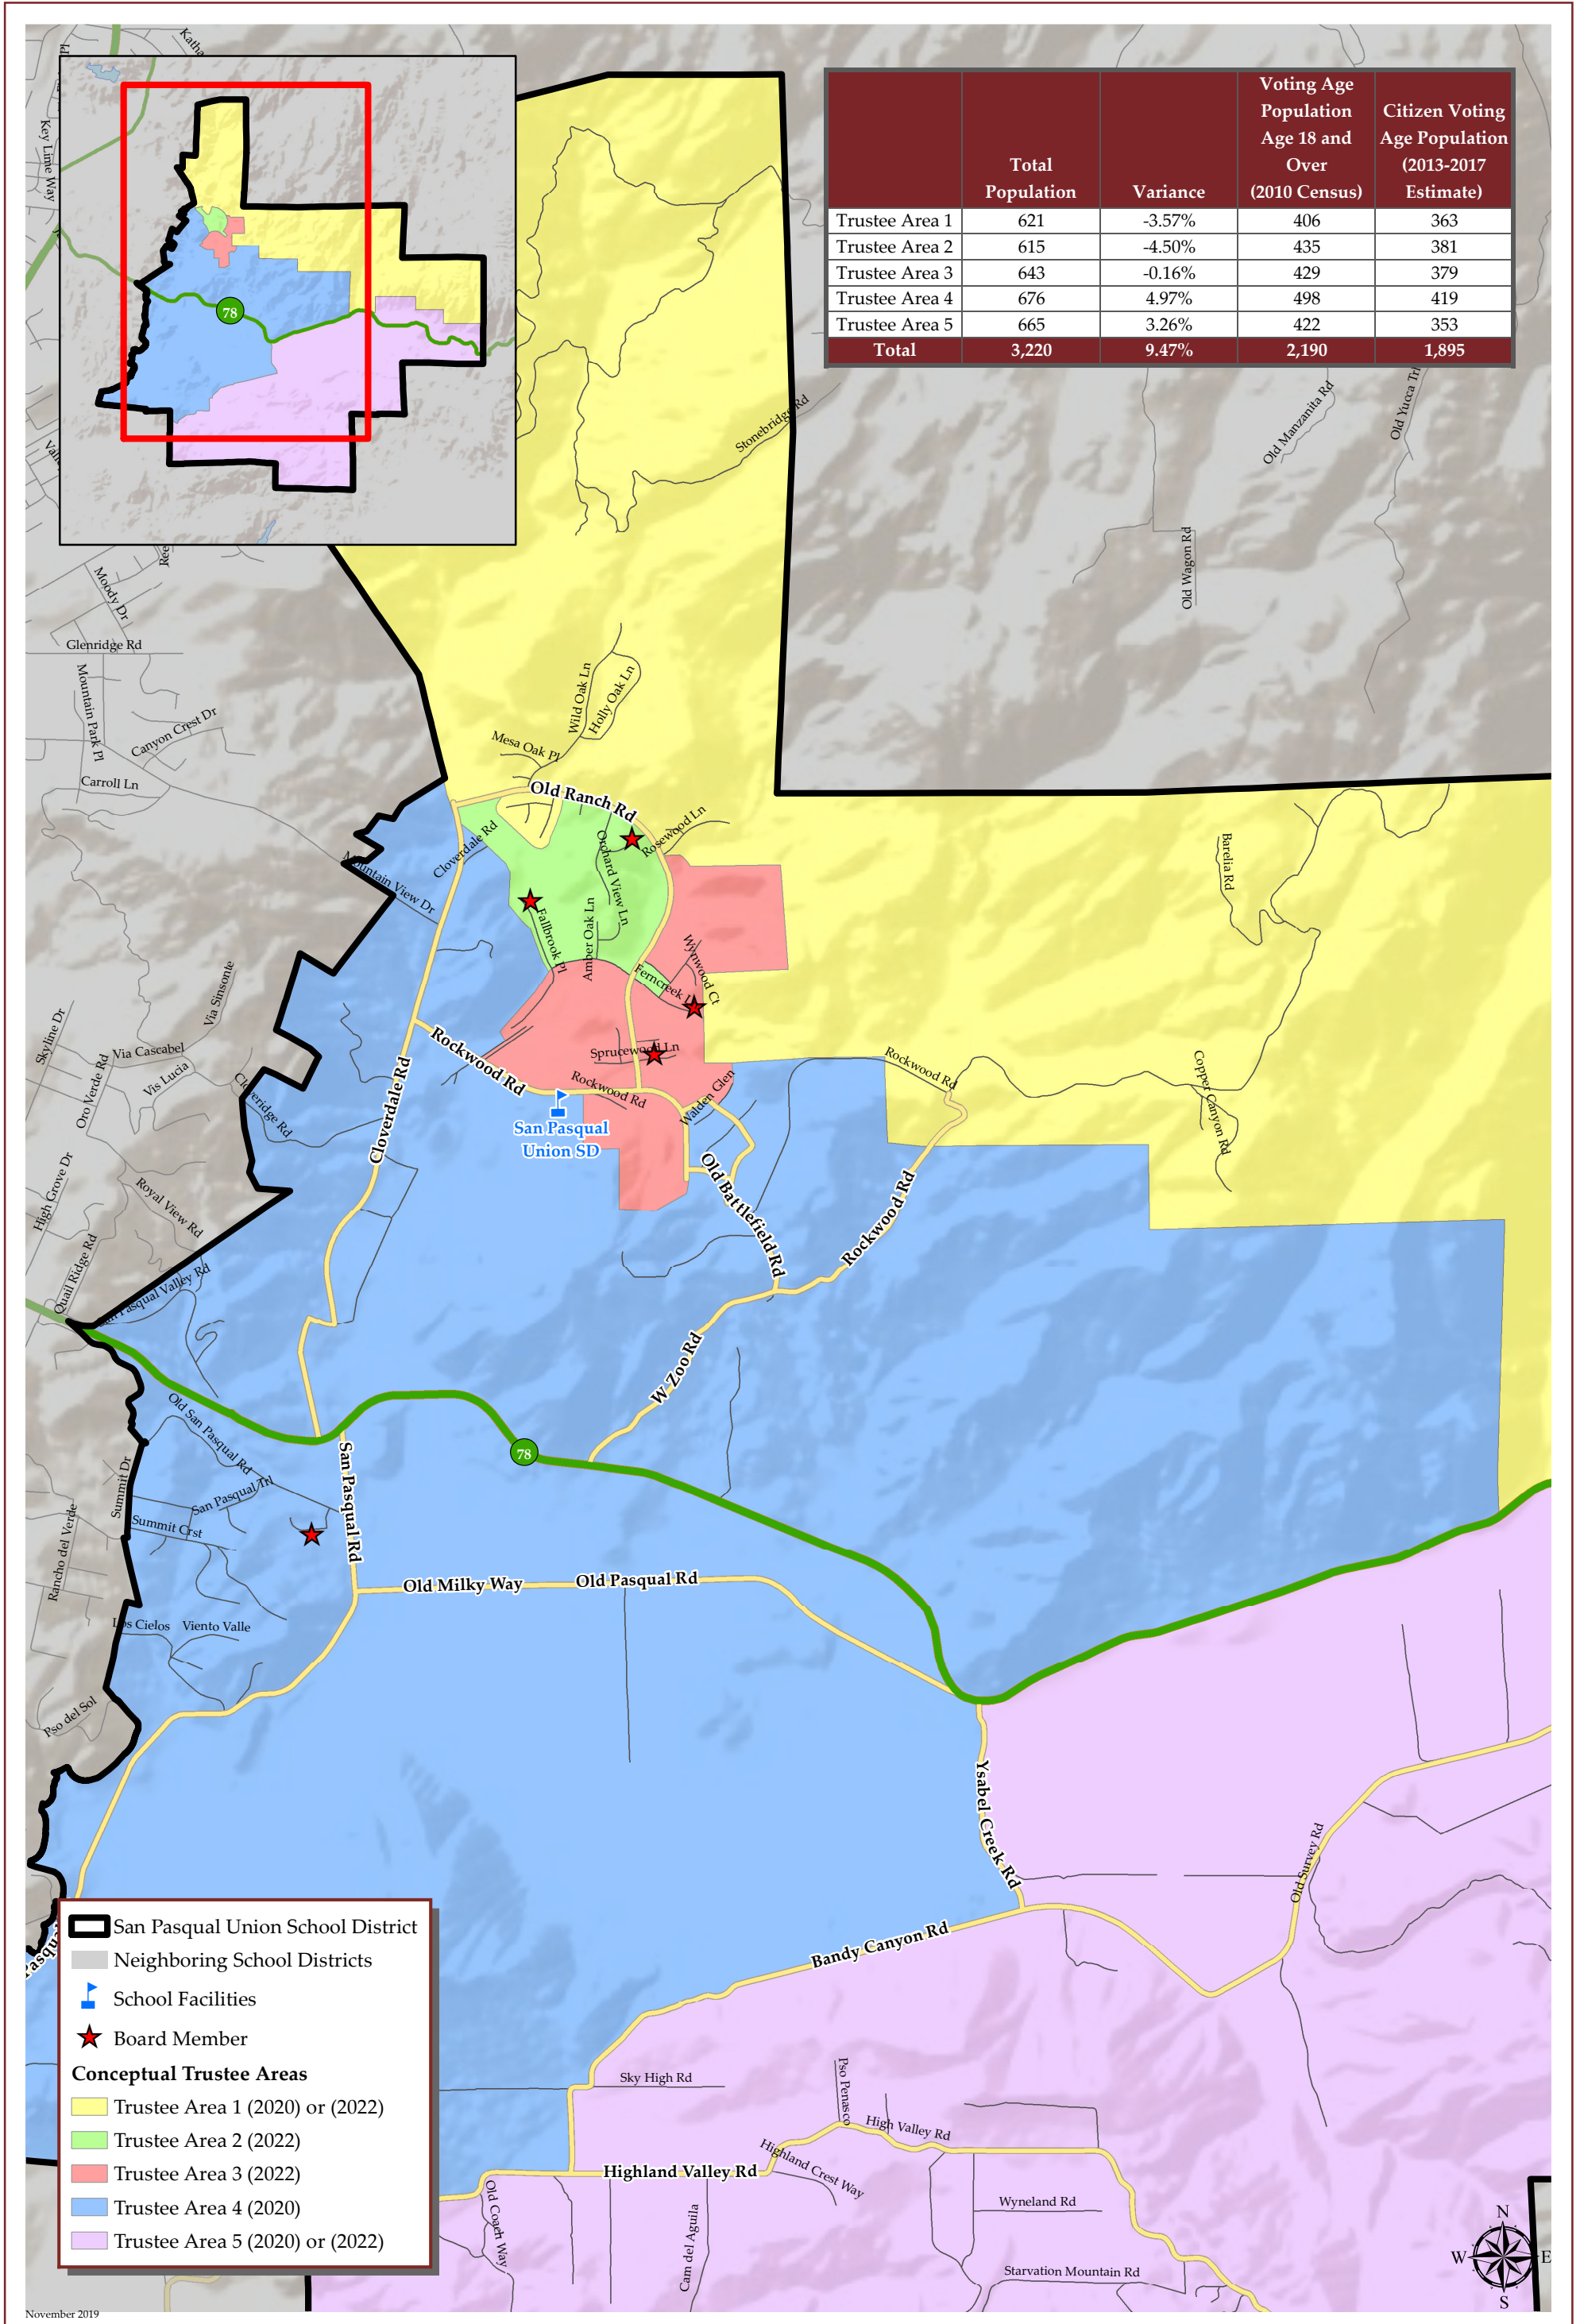 Total Population
Variance
Voting Age Population Age 18 and Over (2010 Census)
Citizen Voting Age Population (2013-2017 Estimate)
Trustee Area 1 621 -3.57% 406 363
Trustee Area 2 615 -4.50% 435 381
Trustee Area 3 643 -0.16% 429 379
Trustee Area 4 676 4.97% 498 419
Trustee Area 5 665 3.26% 422 353
Total 3,220 9.47% 2,190 1,895
Key Lime Way
78
Stonebridge Rd
Old Manzanita Rd
Old Yucca Trl
Old Wagon Rd
Moody Dr
Glenridge Rd
Mountain Park Pl
Canyon Crest Dr
Carroll Ln
Wild Oak Ln
Holly Oak Ln
Mesa Oak Pl
Old Ranch Rd
Rosewood Ln
Cloverdale Rd
Orchard View Ln
Mountain View Dr
Fallbrook Pl
Amber Oak Ln
Wynwood Ct
Barelia Rd
Via Sinsonte
Skyline Dr
Via Cascabel
Oro Verde Rd
Vis Lucia
Cloveridge Rd
Cloverdale Rd
Rockwood Rd
Sprucewood Ln
Rockwood Rd
Walden Glen
Rockwood Rd
Copper Canyon Rd
San Pasqual
Union SD
High Grove Dr
Royal View Rd
Quail Ridge Rd
San Pasqual Valley Rd
Old Battlefield Rd
Rockwood Rd
W Zoo Rd
78
Old San Pasqual Rd
San Pasqual Trl
Summit Dr
Summit Crst
San Pasqual Rd
Rancho del Verde
Old Milky Way
Old Pasqual Rd
Los Cielos
Viento Valle
Pso del Sol
Ysabel Creek Rd
Old Survey Rd
Bandy Canyon Rd
Sky High Rd
Pso Penasco
High Valley Rd
Highland Crest Way
Highland Valley Rd
Old Coach Way
Cam del Aguila
Wyneland Rd
Starvation Mountain Rd
San Pasqual Union School District
Neighboring School Districts
School Facilities
Board Member
Conceptual Trustee Areas
Trustee Area 1 (2020) or (2022)
Trustee Area 2 (2022)
Trustee Area 3 (2022)
Trustee Area 4 (2020)
Trustee Area 5 (2020) or (2022)
N
W
E
S
November 2019